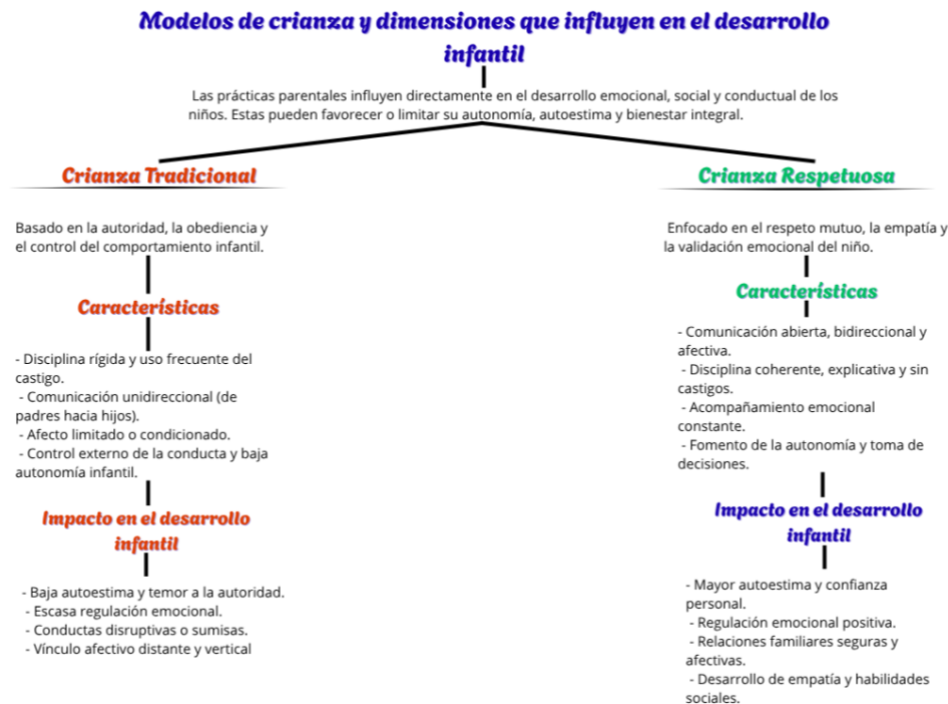 Modelos de crianza y dimensiones que influyen en el desarrollo
infantil
Las prácticas parentales influyen directamente en el desarrollo emocional, social y conductual de los
niños. Estas pueden favorecer o limitar su autonomía, autoestima y bienestar integral.
Crianza Tradicional
Basado en la autoridad, la obediencia y
el control del comportamiento infantil.
Características
- Disciplina rígida y uso frecuente del
castigo.
- Comunicación unidireccional (de
padres hacia hijos).
- Afecto limitado o condicionado.
- Control externo de la conducta y baja
autonomía infantil.
Impacto en el desarrollo
infantil
- Baja autoestima y temor a la autoridad.
- Escasa regulación emocional.
- Conductas disruptivas o sumisas.
- Vínculo afectivo distante y vertical
Crianza Respetuosa
Enfocado en el respeto mutuo, la empatía y
la validación emocional del niño.
Características
- Comunicación abierta, bidireccional y
afectiva.
- Disciplina coherente, explicativa y sin
castigos.
- Acompañamiento emocional
constante.
- Fomento de la autonomía y toma de
decisiones.
Impacto en el desarrollo
infantil
- Mayor autoestima y confianza
personal.
- Regulación emocional positiva.
- Relaciones familiares seguras y
afectivas.
- Desarrollo de empatía y habilidades
sociales.